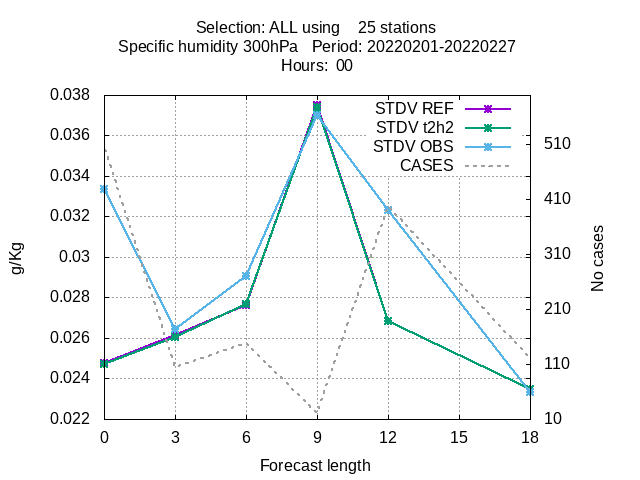 Selection: ALL using    25 stations
Specific humidity 300hPa   Period: 20220201-20220227
Hours:  00
STDV REF
STDV t2h2
STDV OBS
CASES
g/Kg
0.038
0.036
0.034
0.032
0.03
0.028
0.026
0.024
0.022
510
410
310
210
110
10
No cases
0 3 6 9 12 15 18
Forecast length